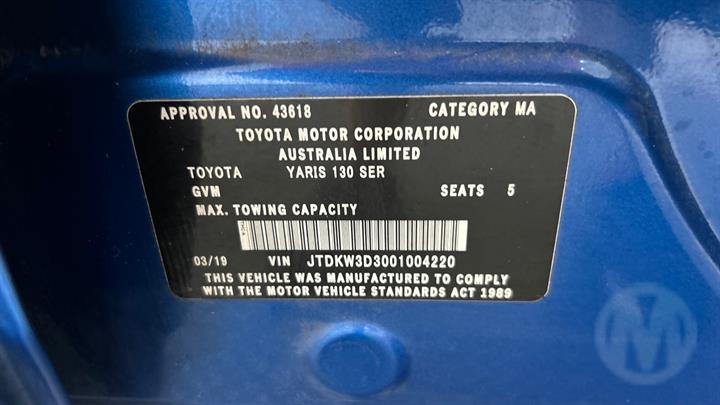 APPROVAL NO. 43618 CATEGORY MA
TOYOTA MOTOR CORPORATION
AUSTRALIA LIMITED
TOYOTA YARIS 130 SER
GVM SEATS 5
MAX. TOWING CAPACITY
03/19 VIN JTDKW3D3001004220
THIS VEHICLE WAS MANUFACTURED TO COMPLY
WITH THE MOTOR VEHICLE STANDARDS ACT 1989
M